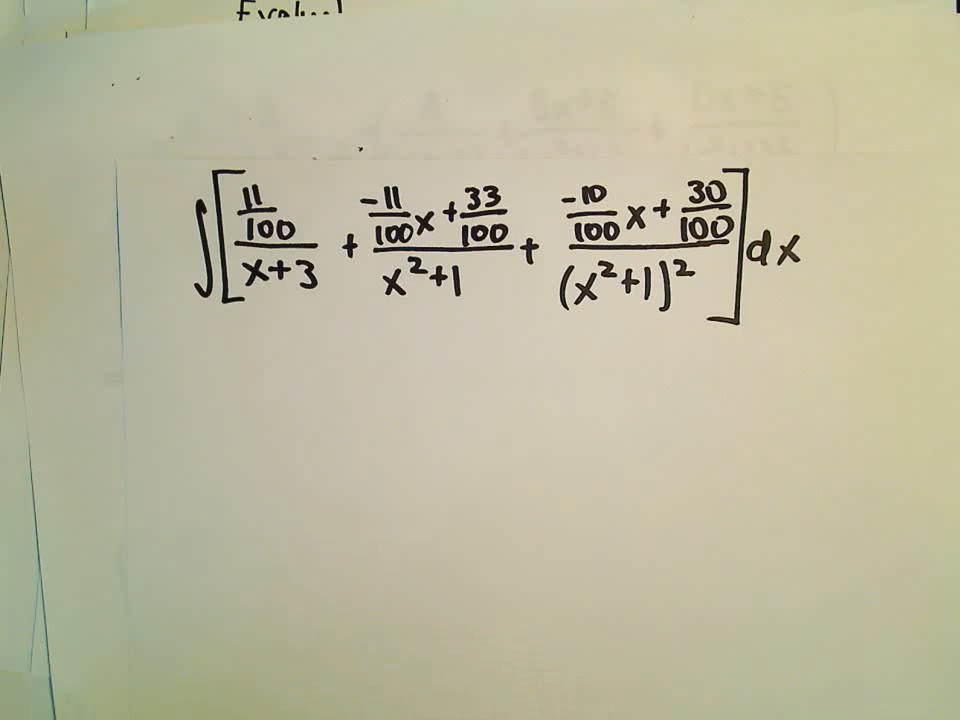 ∫[ (11/100)/(x+3) + (-11/100 x + 33/100)/(x²+1) + (-10/100 x + 30/100)/(x²+1)² ] dx